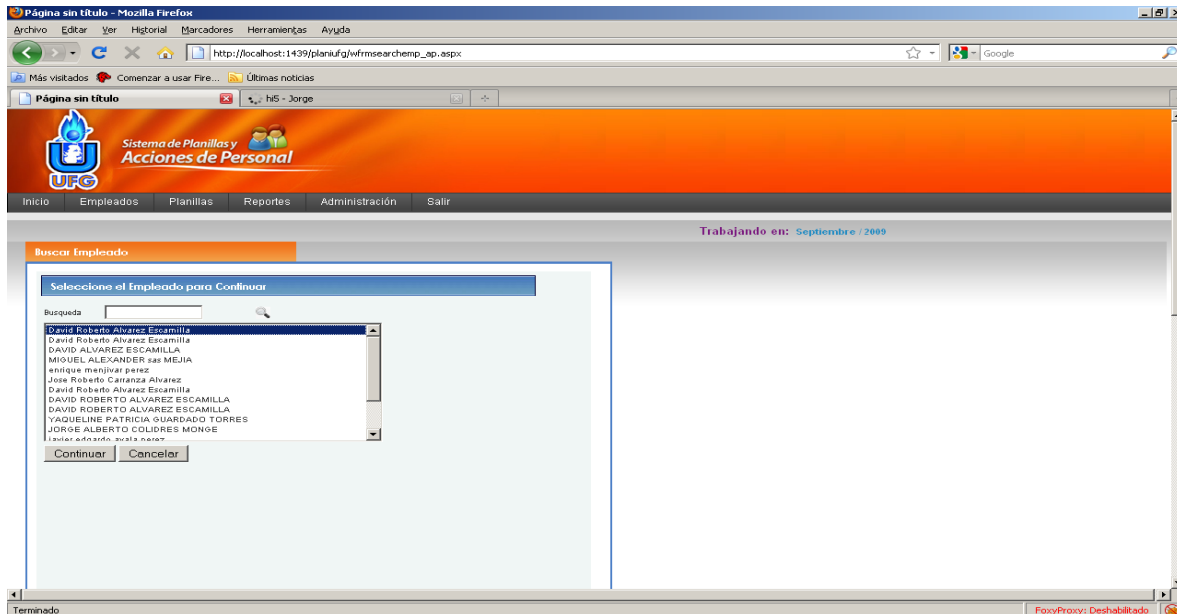 Página sin título - Mozilla Firefox
Archivo Editar Ver Historial Marcadores Herramientas Ayuda
http://localhost:1439/planiufg/wfrmsearchemp_ap.aspx
Google
Más visitados Comenzar a usar Fire... Últimas noticias
Página sin título hi5 - Jorge
UFG
Sistema de Planillas y
Acciones de Personal
Inicio Empleados Planillas Reportes Administración Salir
Trabajando en: Septiembre / 2009
Buscar Empleado
Seleccione el Empleado para Continuar
Busqueda
David Roberto Alvarez Escamilla
David Roberto Alvarez Escamilla
DAVID ALVAREZ ESCAMILLA
MIGUEL ALEXANDER sas MEJIA
enrique menjivar perez
Jose Roberto Carranza Alvarez
David Roberto Alvarez Escamilla
DAVID ROBERTO ALVAREZ ESCAMILLA
DAVID ROBERTO ALVAREZ ESCAMILLA
YAQUELINE PATRICIA GUARDADO TORRES
JORGE ALBERTO COLIDRES MONGE
javier edgardo ayala perez
Continuar Cancelar
Terminado
FoxyProxy: Deshabilitado